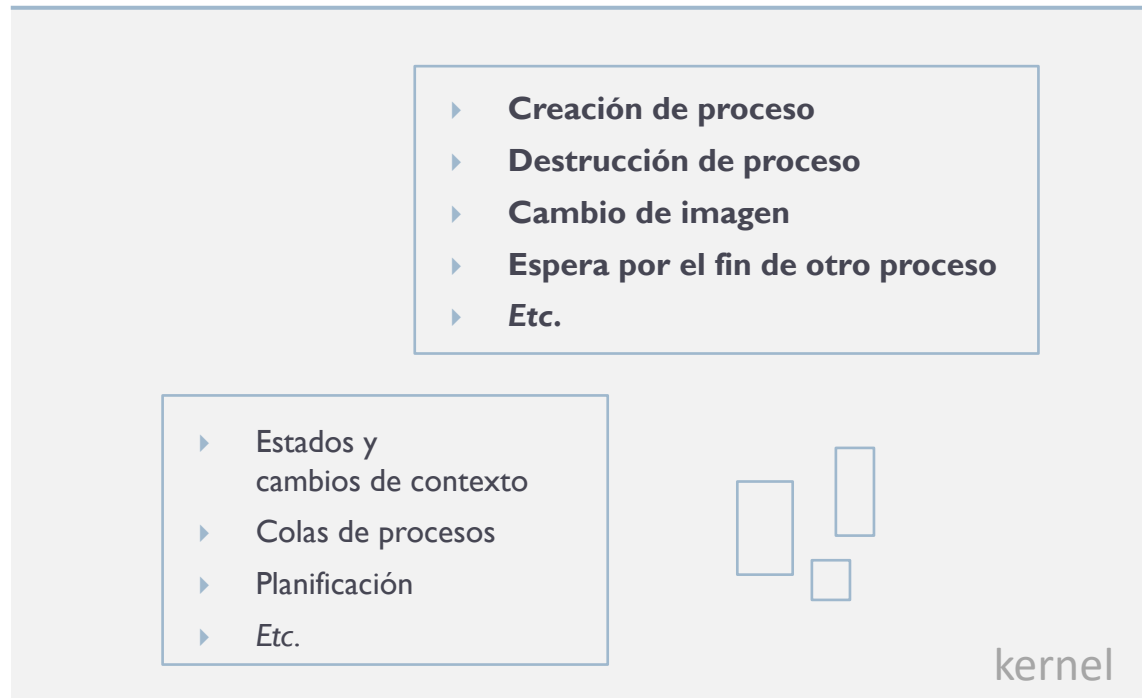 Creación de proceso
Destrucción de proceso
Cambio de imagen
Espera por el fin de otro proceso
Etc.
Estados y
cambios de contexto
Colas de procesos
Planificación
Etc.
kernel